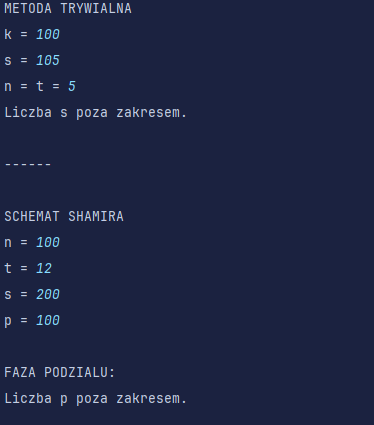 METODA TRYWIALNA
k = 100
s = 105
n = t = 5
Liczba s poza zakresem.
------
SCHEMAT SHAMIRA
n = 100
t = 12
s = 200
p = 100
FAZA PODZIALU:
Liczba p poza zakresem.